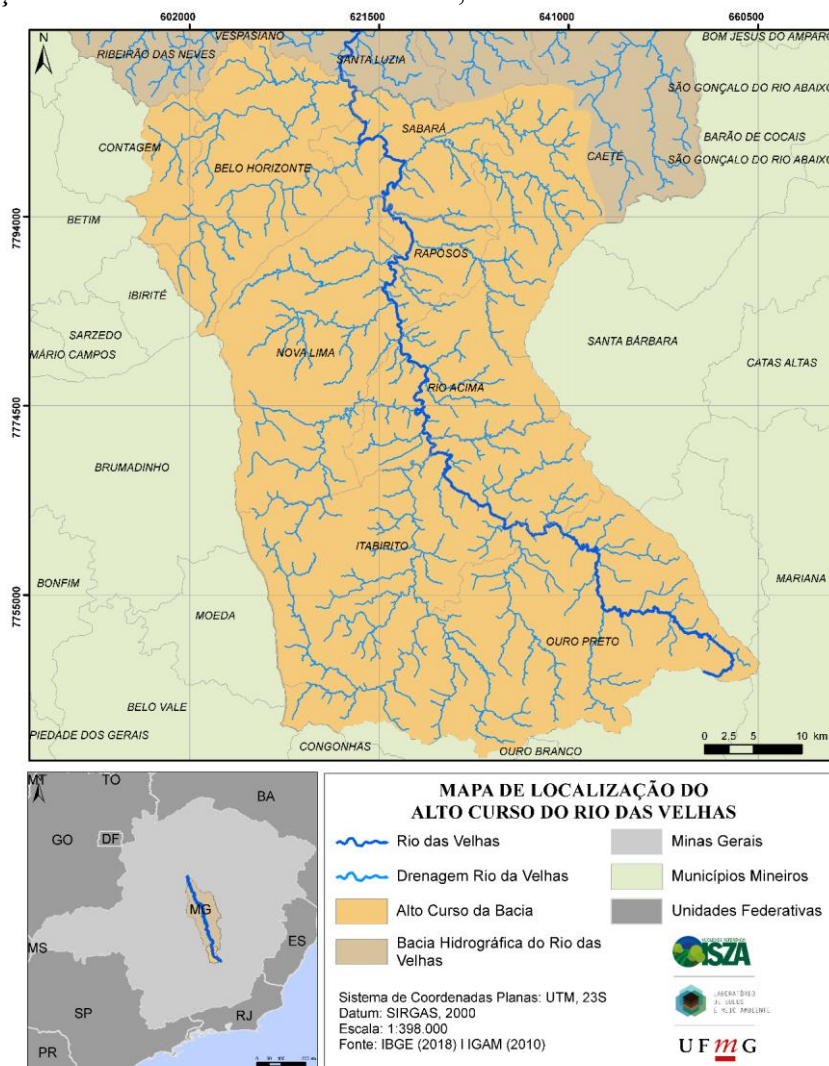 602000
621500
641000
660500
N
VESPASIANO
BOM JESUS DO AMPARO
RIBEIRÃO DAS NEVES
SANTA LUZIA
SÃO GONÇALO DO RIO ABAIXO
SABARÁ
CONTAGEM
BARÃO DE COCAIS
CAETÉ
SÃO GONÇALO DO RIO ABAIXO
BELO HORIZONTE
7794000
BETIM
RAPOSOS
IBIRITÉ
SARZEDO
SANTA BÁRBARA
MÁRIO CAMPOS
NOVA LIMA
CATAS ALTAS
RIO ACIMA
7774500
BRUMADINHO
ITABIRITO
BONFIM
MARIANA
7755000
MOEDA
OURO PRETO
BELO VALE
PIEDADE DOS GERAIS
CONGONHAS
OURO BRANCO
0 2,5 5 10 km
MT
TO
BA
GO
DF
MG
MS
ES
SP
RJ
PR
MAPA DE LOCALIZAÇÃO DO
ALTO CURSO DO RIO DAS VELHAS
Rio das Velhas
Drenagem Rio da Velhas
Alto Curso da Bacia
Bacia Hidrográfica do Rio das
Velhas
Minas Gerais
Municípios Mineiros
Unidades Federativas
Sistema de Coordenadas Planas: UTM, 23S
Datum: SIRGAS, 2000
Escala: 1:398.000
Fonte: IBGE (2018) I IGAM (2010)
ISZA
LABORATÓRIO
DE SOLOS
E MEIO AMBIENTE
UFmG